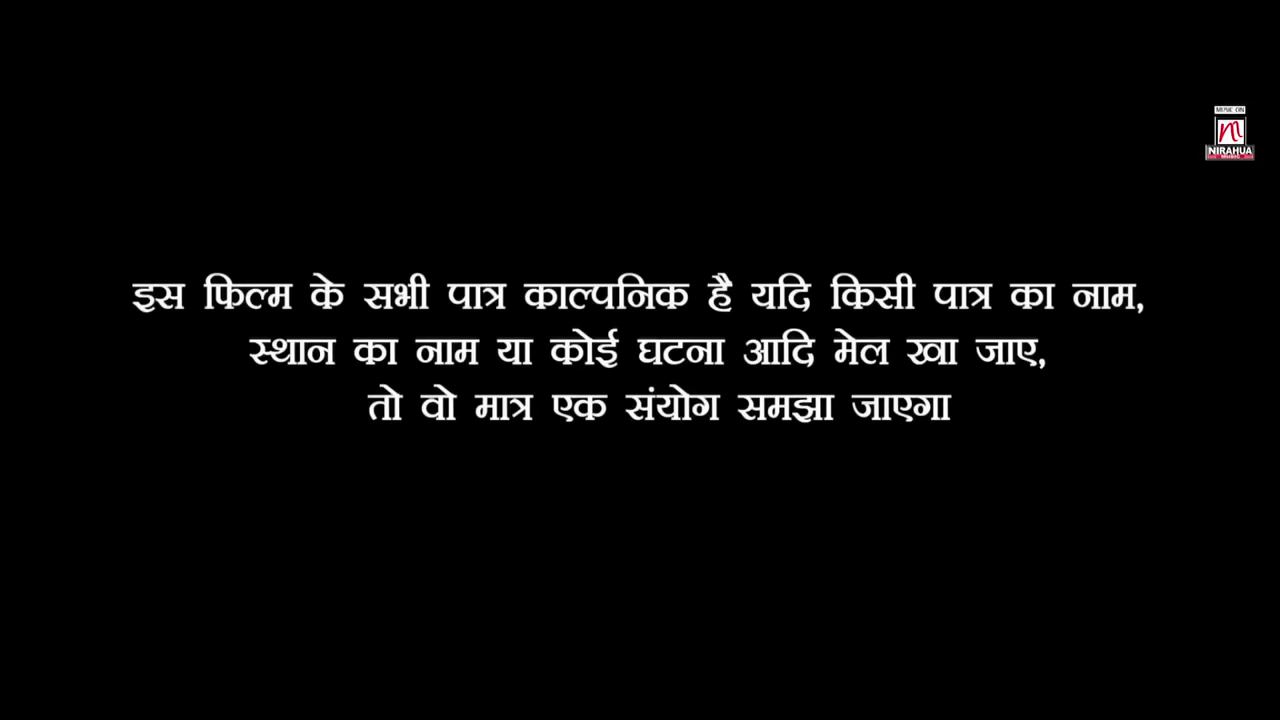 MUSIC ON
NIRAHUA
इस फिल्म के सभी पात्र काल्पनिक है यदि किसी पात्र का नाम,
स्थान का नाम या कोई घटना आदि मेल खा जाए,
तो वो मात्र एक संयोग समझा जाएगा